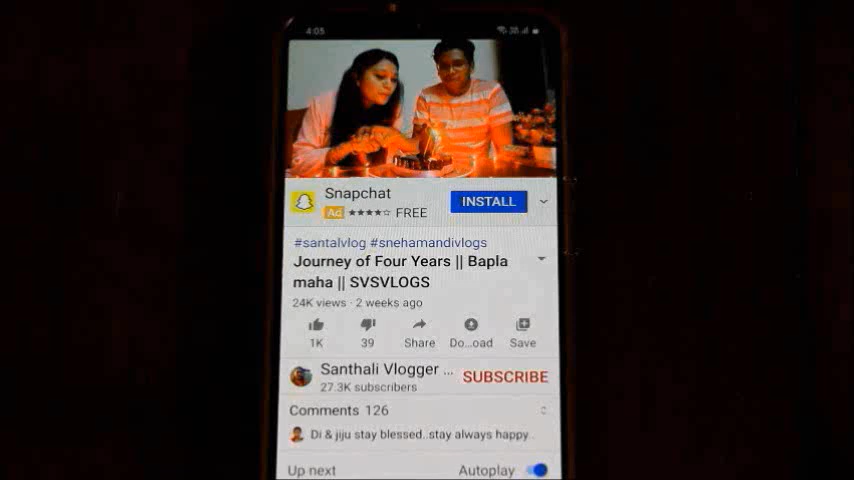 4:05
Snapchat
Ad ★★★★☆ FREE
INSTALL
#santalvlog #snehamandivlogs
Journey of Four Years || Bapla
maha || SVSVLOGS
24K views · 2 weeks ago
1K 39 Share Do...oad Save
Santhali Vlogger ...
27.3K subscribers
SUBSCRIBE
Comments 126
Di & jiju stay blessed..stay always happy..
Up next Autoplay